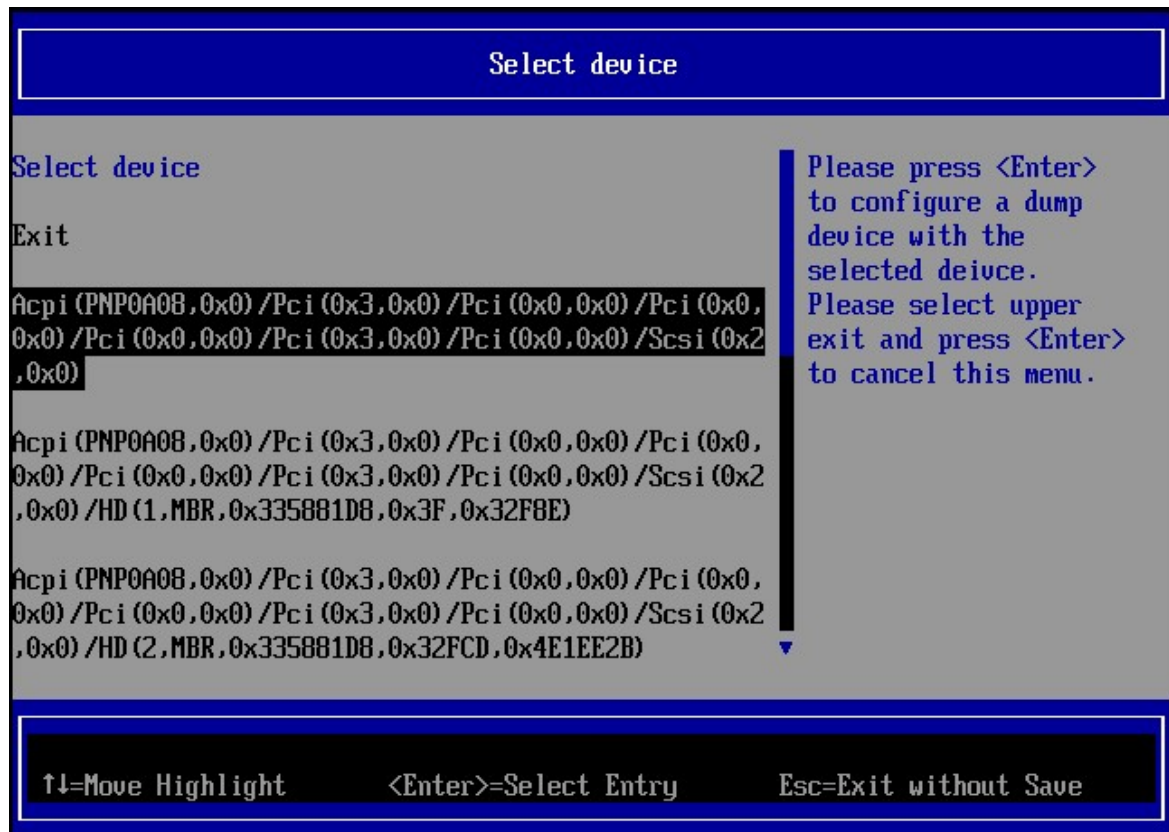 Select device
Select device
Exit
Acpi(PNP0A08,0x0)/Pci(0x3,0x0)/Pci(0x0,0x0)/Pci(0x0,
0x0)/Pci(0x0,0x0)/Pci(0x3,0x0)/Pci(0x0,0x0)/Scsi(0x2
,0x0)
Acpi(PNP0A08,0x0)/Pci(0x3,0x0)/Pci(0x0,0x0)/Pci(0x0,
0x0)/Pci(0x0,0x0)/Pci(0x3,0x0)/Pci(0x0,0x0)/Scsi(0x2
,0x0)/HD(1,MBR,0x335881D8,0x3F,0x32F8E)
Acpi(PNP0A08,0x0)/Pci(0x3,0x0)/Pci(0x0,0x0)/Pci(0x0,
0x0)/Pci(0x0,0x0)/Pci(0x3,0x0)/Pci(0x0,0x0)/Scsi(0x2
,0x0)/HD(2,MBR,0x335881D8,0x32FCD,0x4E1EE2B)
Please press <Enter>
to configure a dump
device with the
selected deivce.
Please select upper
exit and press <Enter>
to cancel this menu.
↑↓=Move Highlight <Enter>=Select Entry Esc=Exit without Save